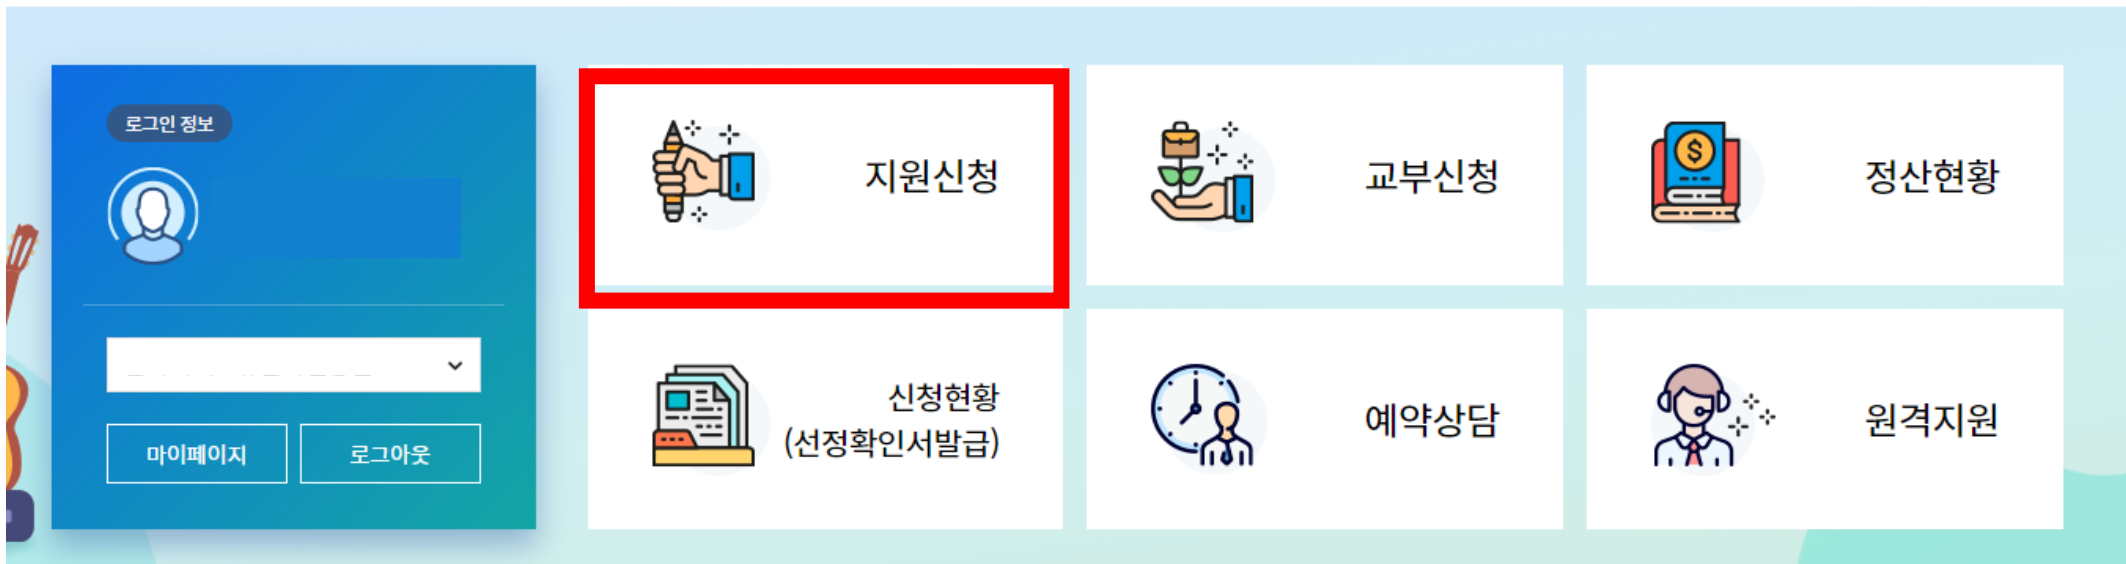 로그인 정보
마이페이지
로그아웃
지원신청
교부신청
정산현황
신청현황
(선정확인서발급)
예약상담
원격지원